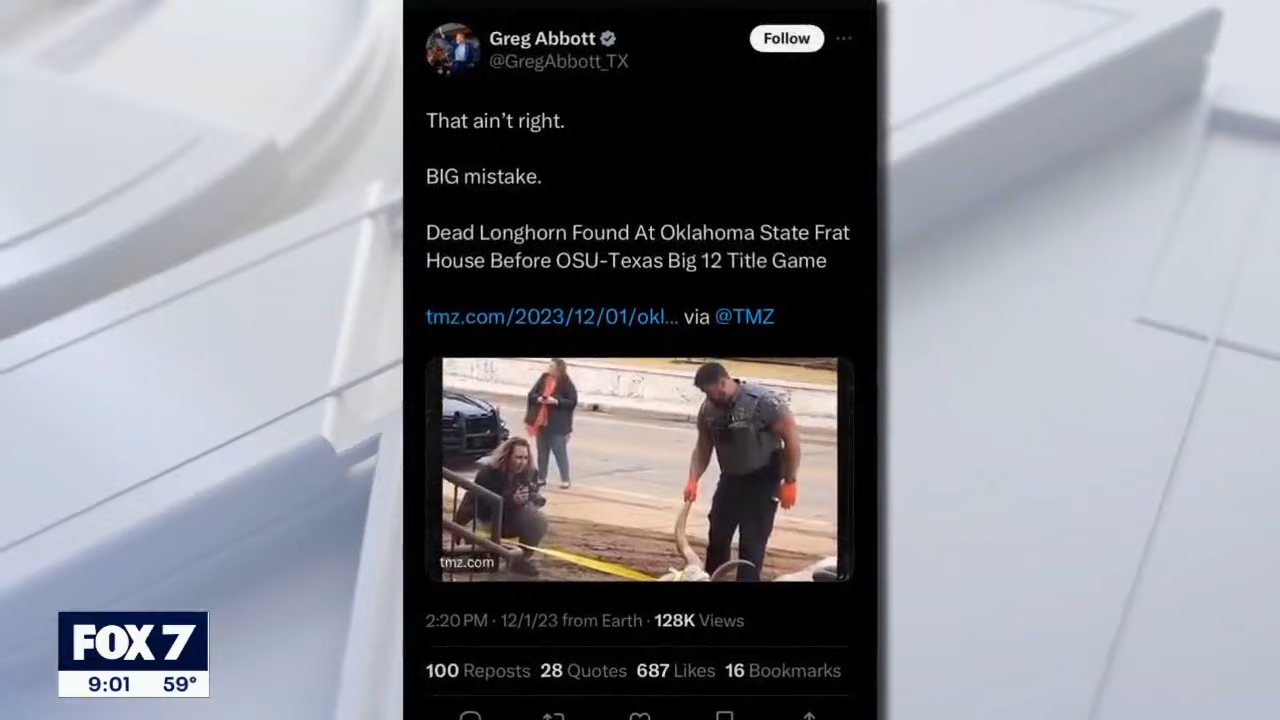 Greg Abbott
Follow
@GregAbbott_TX
That ain't right.
BIG mistake.
Dead Longhorn Found At Oklahoma State Frat
House Before OSU-Texas Big 12 Title Game
tmz.com/2023/12/01/okl... via @TMZ
tmz.com
2:20 PM · 12/1/23 from Earth · 128K Views
100 Reposts 28 Quotes 687 Likes 16 Bookmarks
FOX 7
9:01 59°